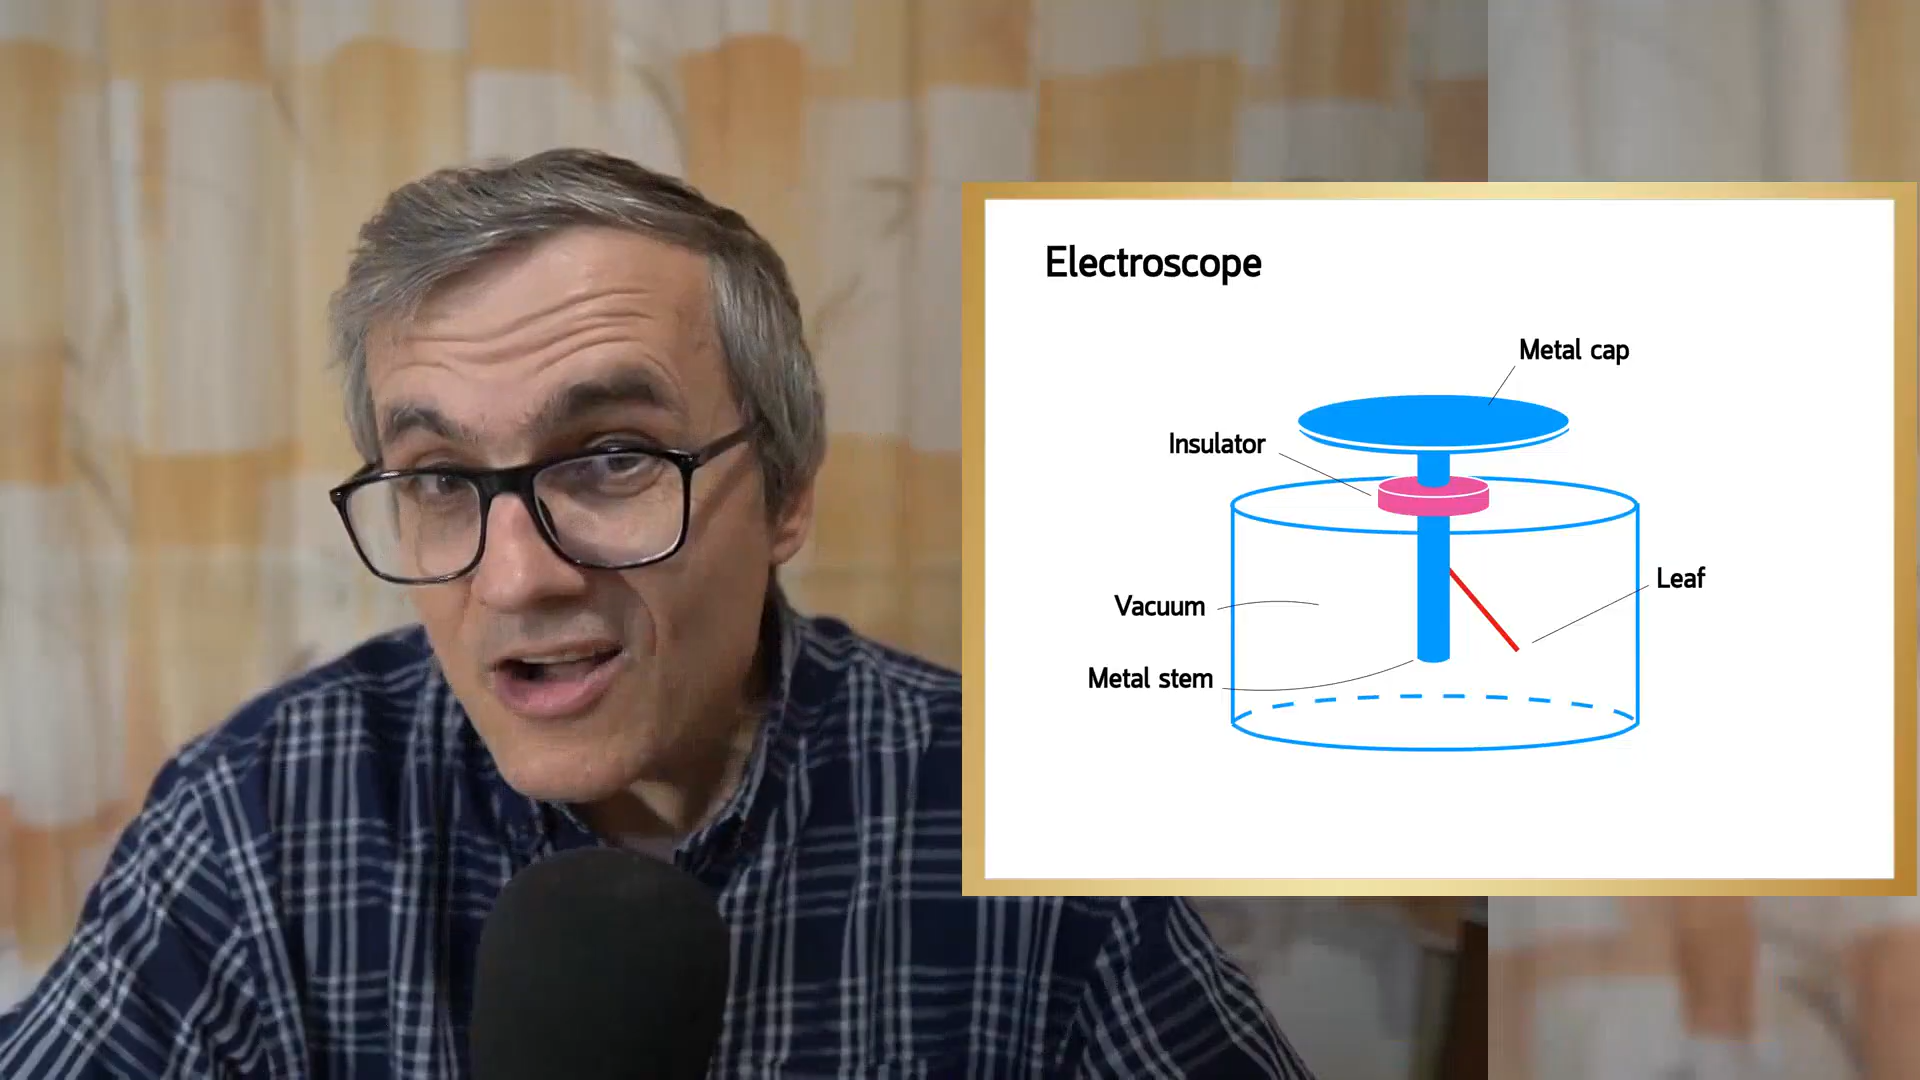 Electroscope
Metal cap
Insulator
Leaf
Vacuum
Metal stem